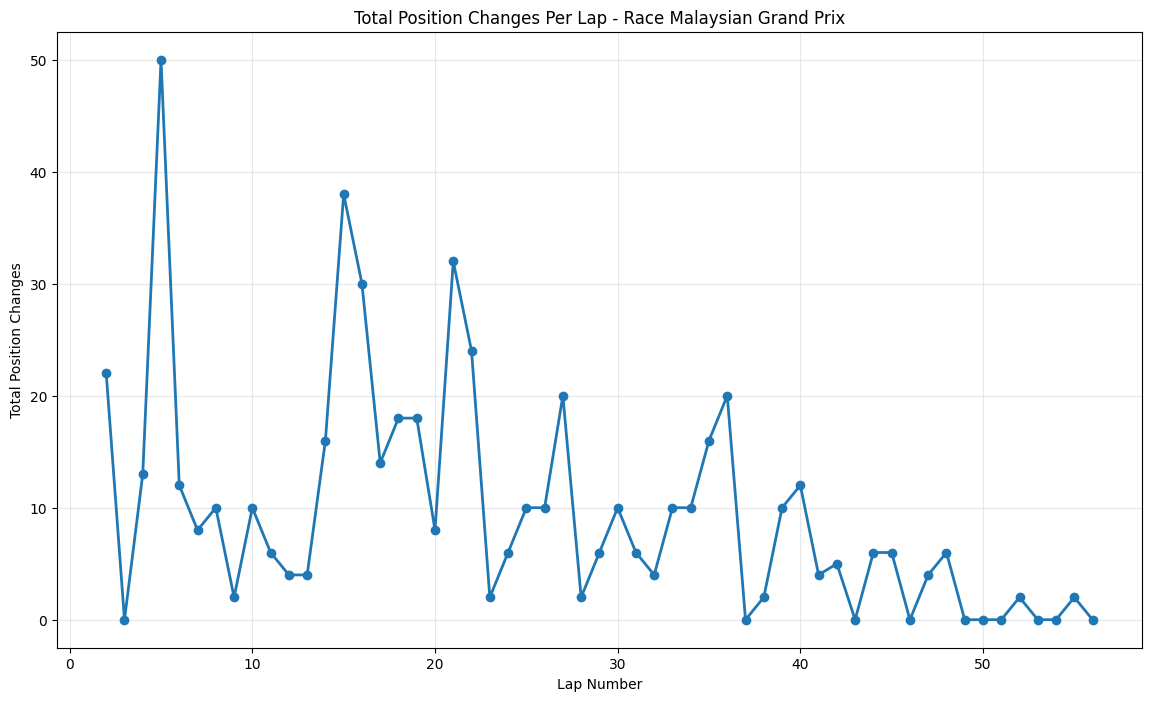 Total Position Changes Per Lap - Race Malaysian Grand Prix
Total Position Changes
50
40
30
20
10
0
0 10 20 30 40 50
Lap Number